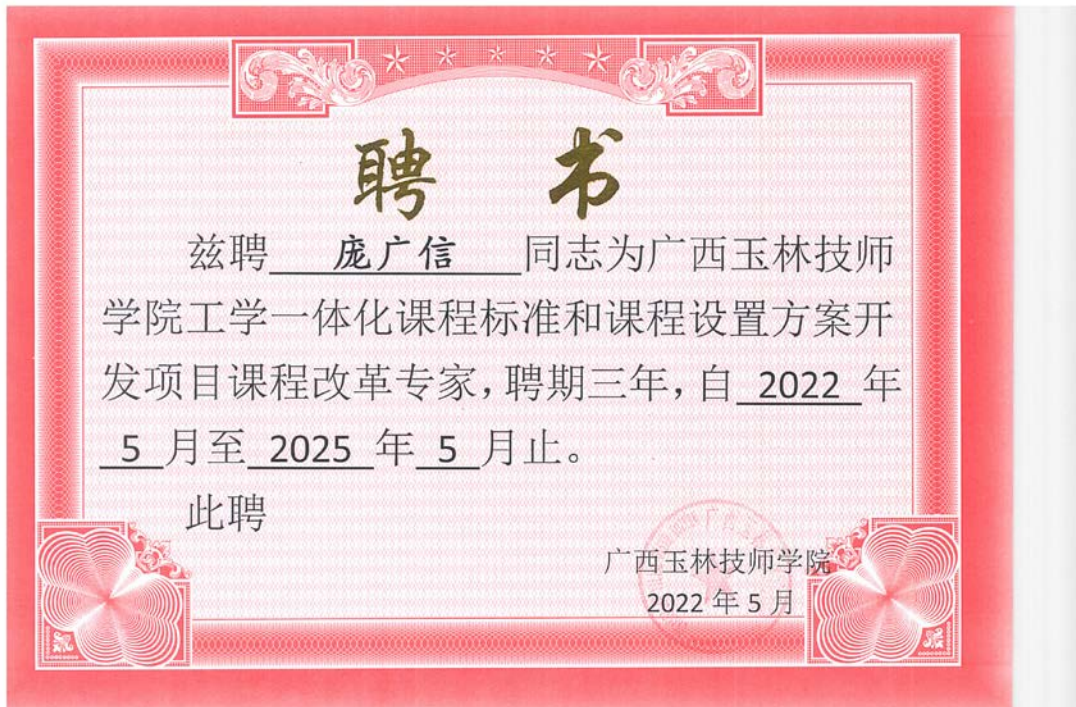 聘 书
兹聘 庞广信 同志为广西玉林技师
学院工学一体化课程标准和课程设置方案开
发项目课程改革专家，聘期三年，自 2022 年
5 月至 2025 年 5 月止。
此聘
广西玉林技师学院
2022 年 5 月